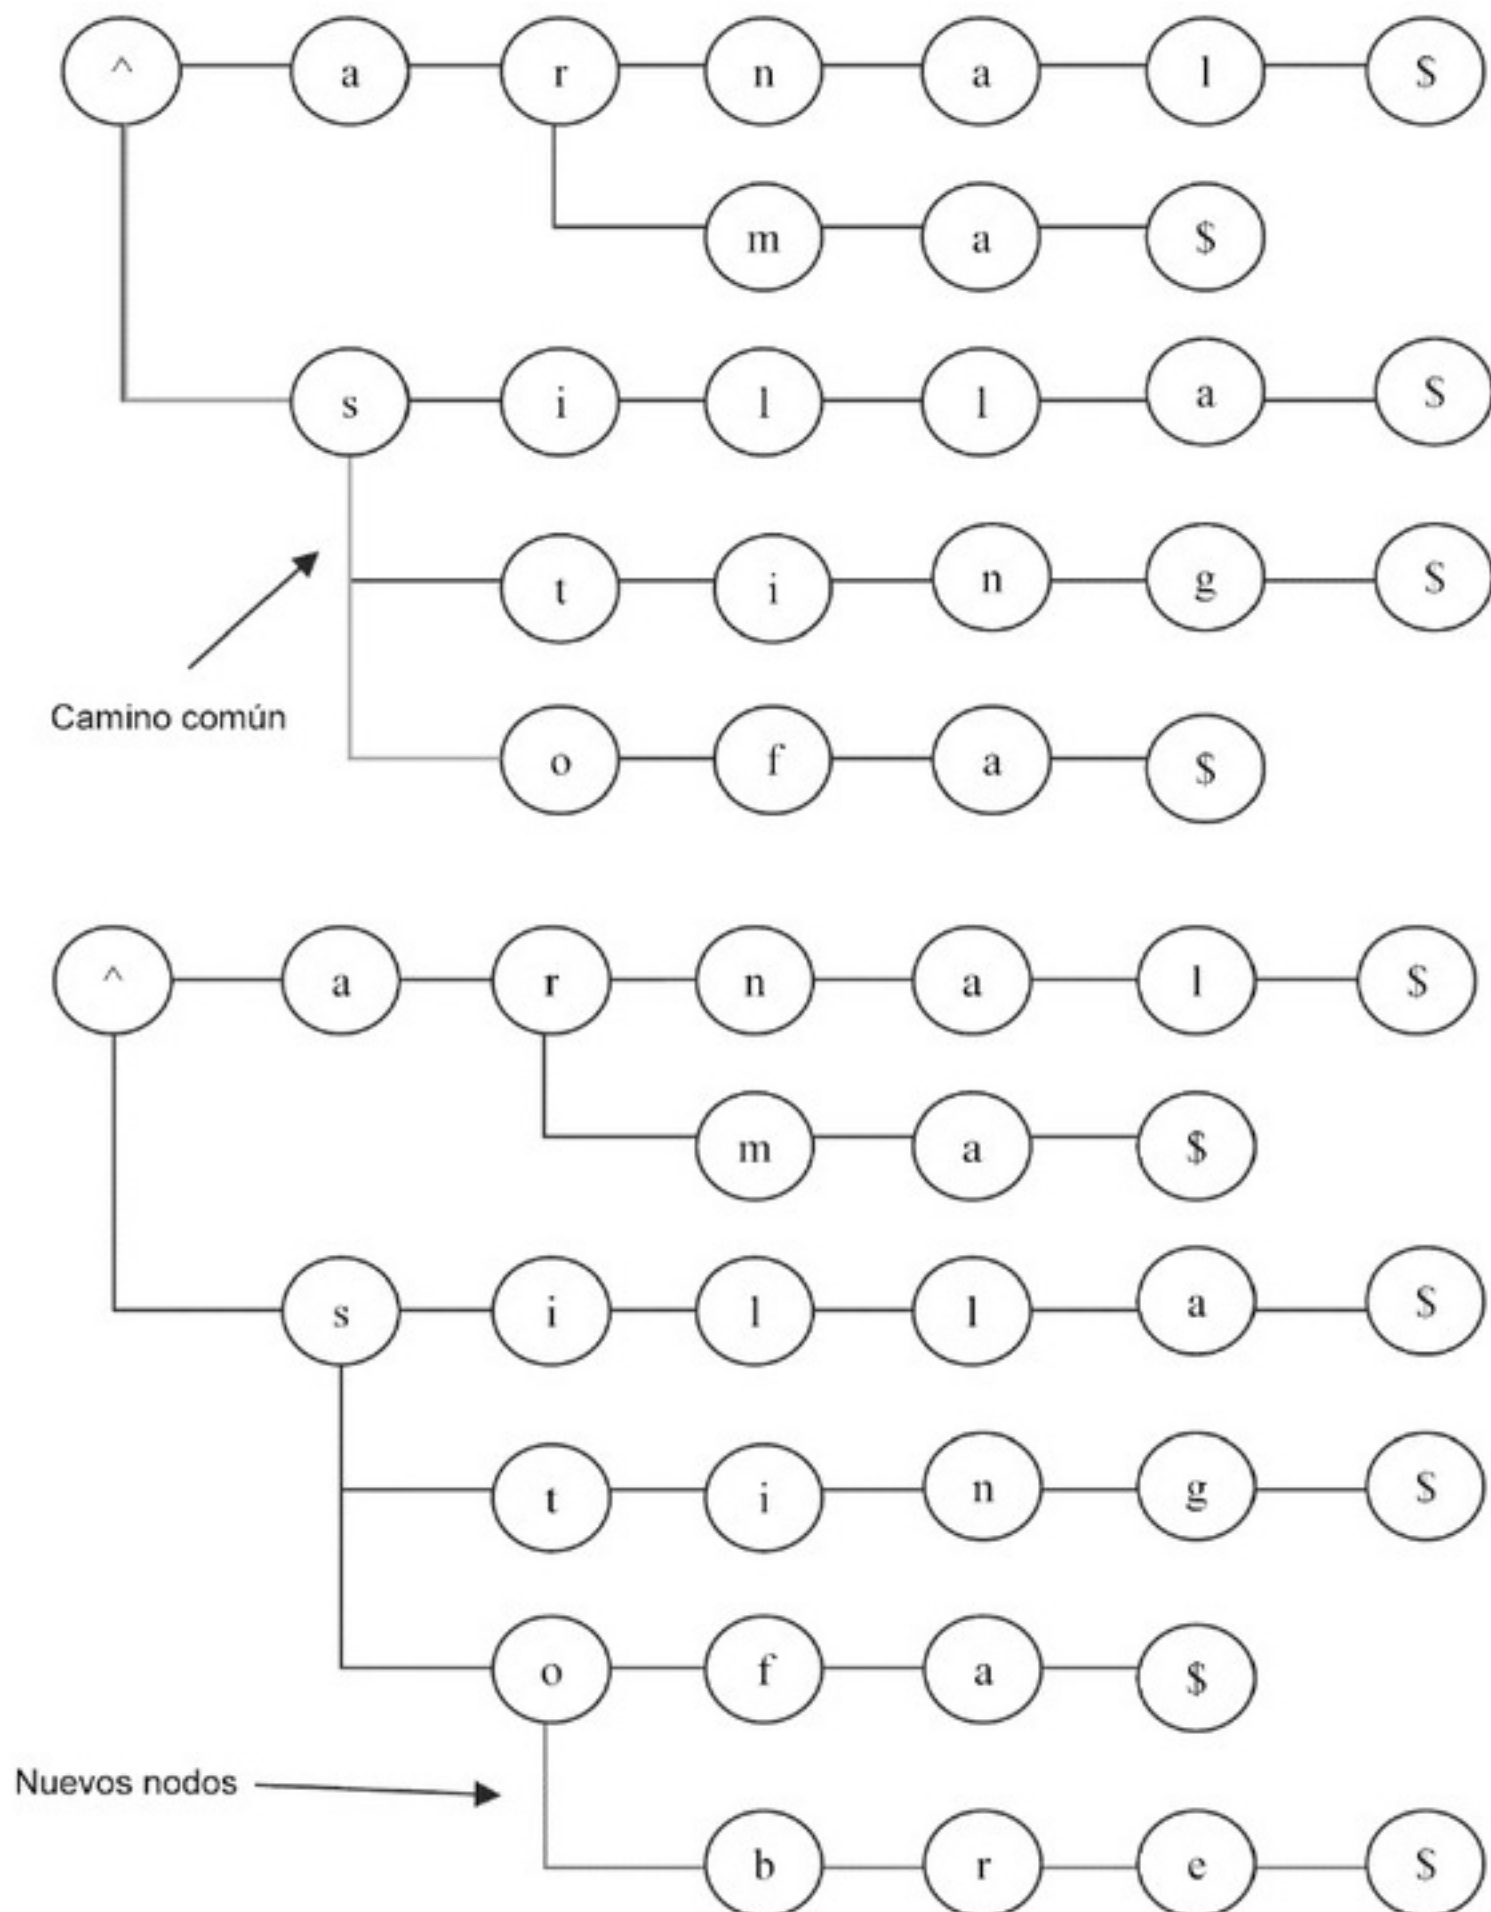 ^ a r n a l $
m a $
s i l l a $
t i n g $
Camino común
o f a $
^ a r n a l $
m a $
s i l l a $
t i n g $
o f a $
Nuevos nodos
b r e $